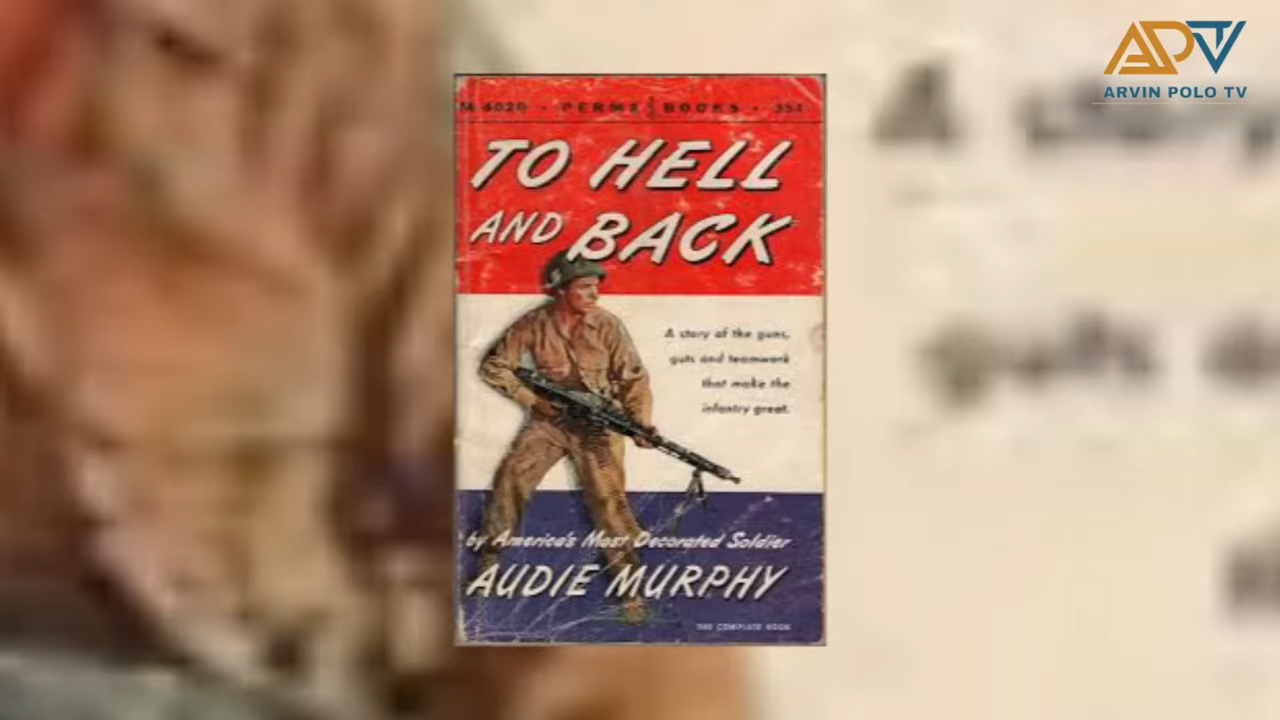 APTV
ARVIN POLO TV
M 4020 · PERMA BOOKS · 35¢
TO HELL
AND BACK
A story of the guns,
guts and teamwork
that make the
infantry great.
by America's Most Decorated Soldier
AUDIE MURPHY
THE COMPLETE BOOK